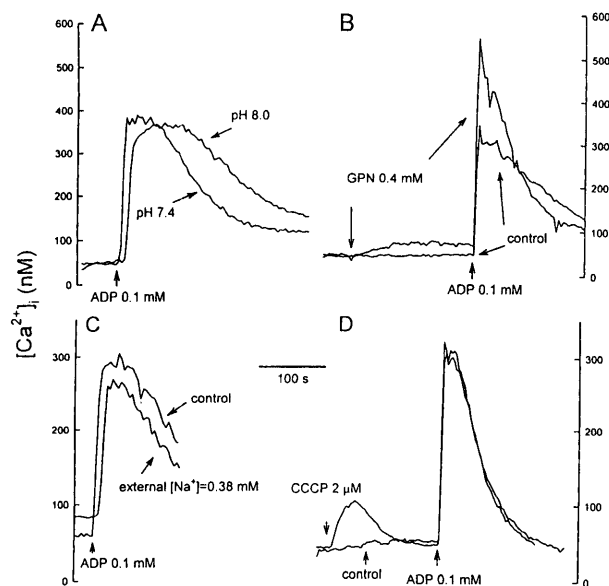 A
600
500
400
300
200
100
0
pH 8.0
pH 7.4
ADP 0.1 mM
B
600
500
400
300
200
100
0
GPN 0.4 mM
control
ADP 0.1 mM
[Ca²⁺]ᵢ (nM)
C
300
200
100
0
control
external [Na⁺]=0.38 mM
ADP 0.1 mM
100 s
D
300
200
100
0
CCCP 2 µM
control
ADP 0.1 mM